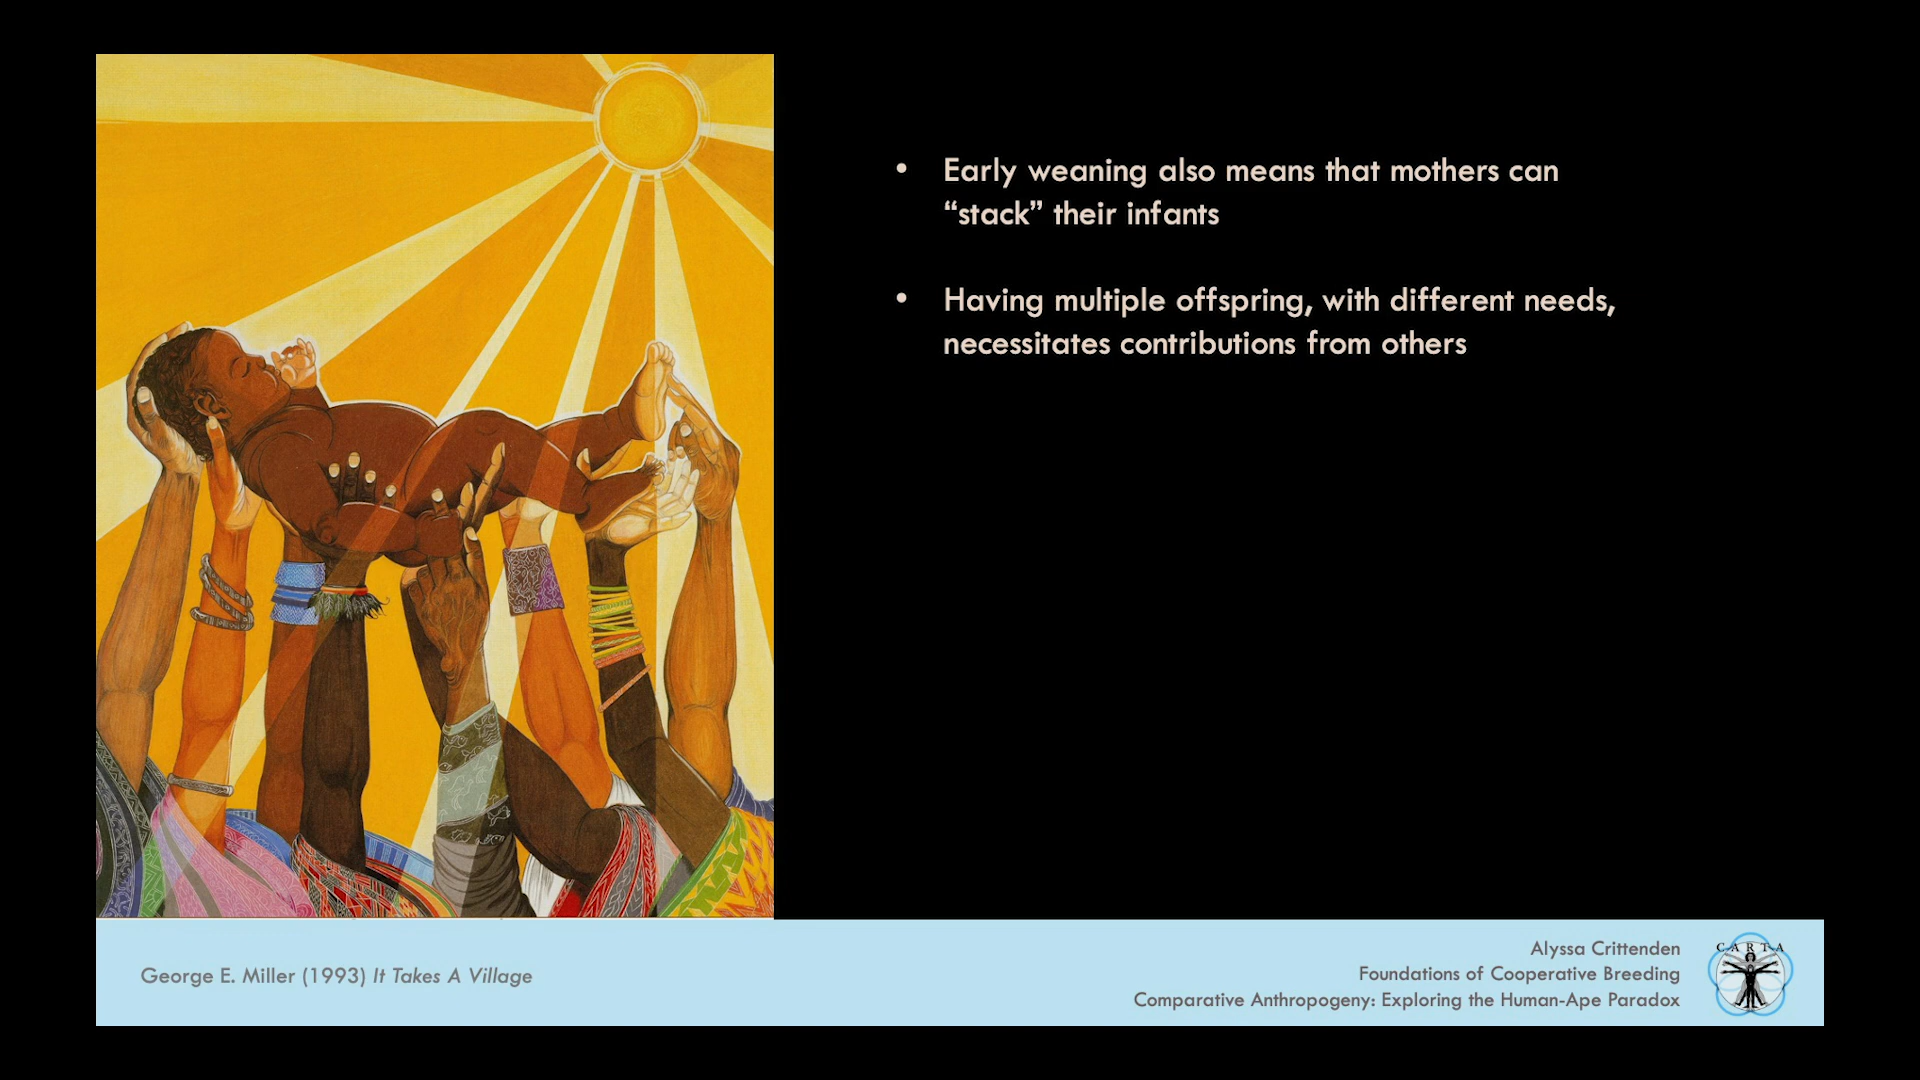 • Early weaning also means that mothers can
“stack” their infants
• Having multiple offspring, with different needs,
necessitates contributions from others
George E. Miller (1993) It Takes A Village
Alyssa Crittenden
Foundations of Cooperative Breeding
Comparative Anthropogeny: Exploring the Human-Ape Paradox
CARTA